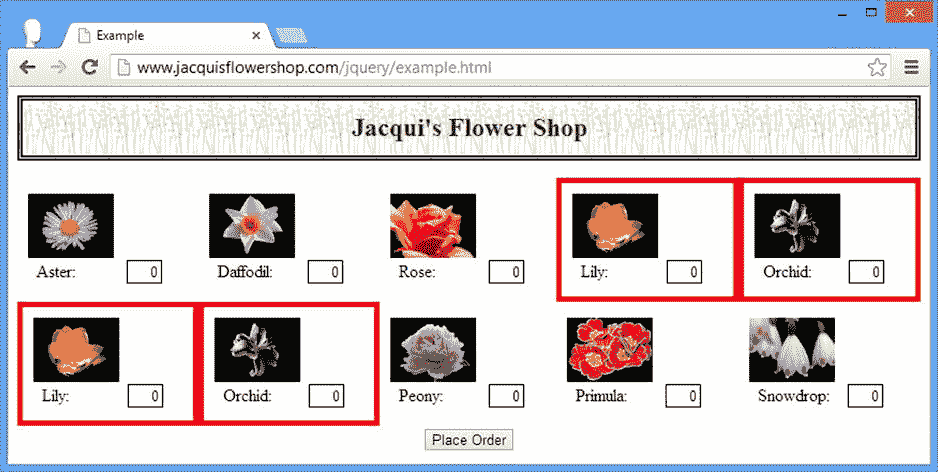 Example
www.jacquisflowershop.com/jquery/example.html
Jacqui's Flower Shop
Aster: 0 Daffodil: 0 Rose: 0 Lily: 0 Orchid: 0
Lily: 0 Orchid: 0 Peony: 0 Primula: 0 Snowdrop: 0
Place Order